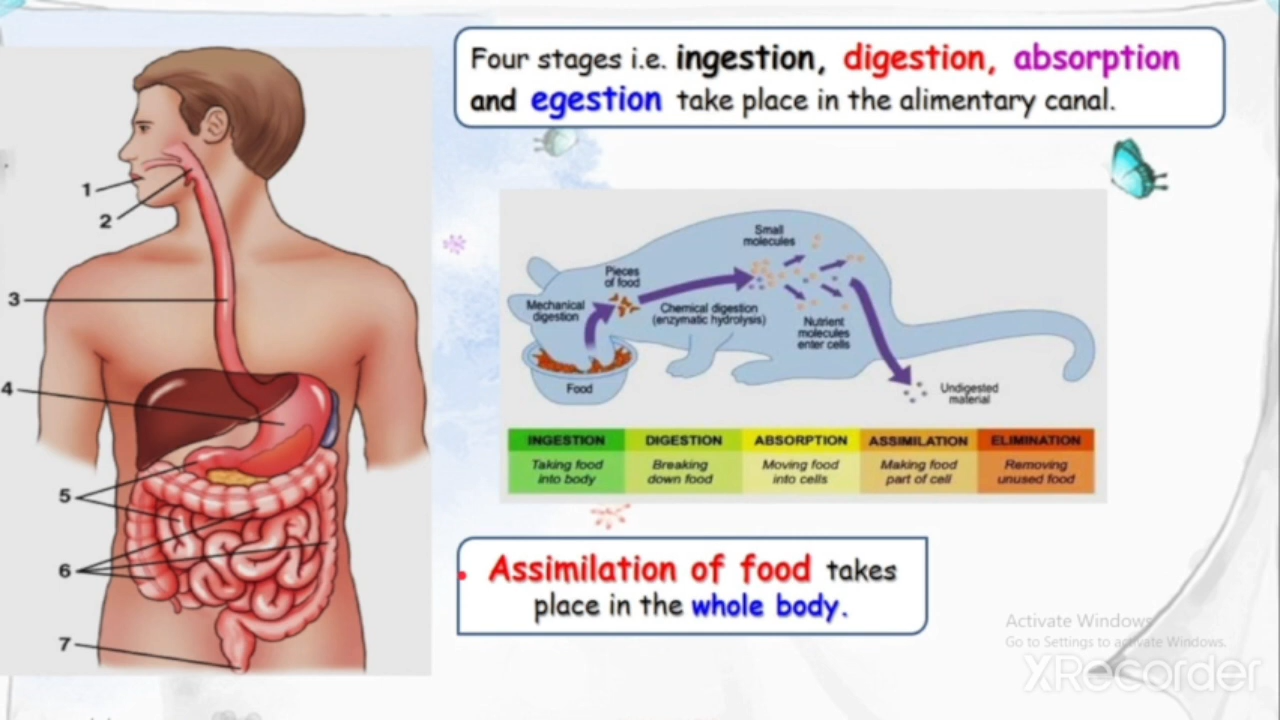 Four stages i.e. ingestion, digestion, absorption
and egestion take place in the alimentary canal.
1
2
3
4
5
6
7
Small
molecules
Pieces
of food
Mechanical
digestion
Chemical digestion
(enzymatic hydrolysis)
Nutrient
molecules
enter cells
Food
Undigested
material
INGESTION DIGESTION ABSORPTION ASSIMILATION ELIMINATION
Taking food Breaking Moving food Making food Removing
into body down food into cells part of cell unused food
• Assimilation of food takes
place in the whole body.
Activate Windows
Go to Settings to activate Windows.
XRecorder